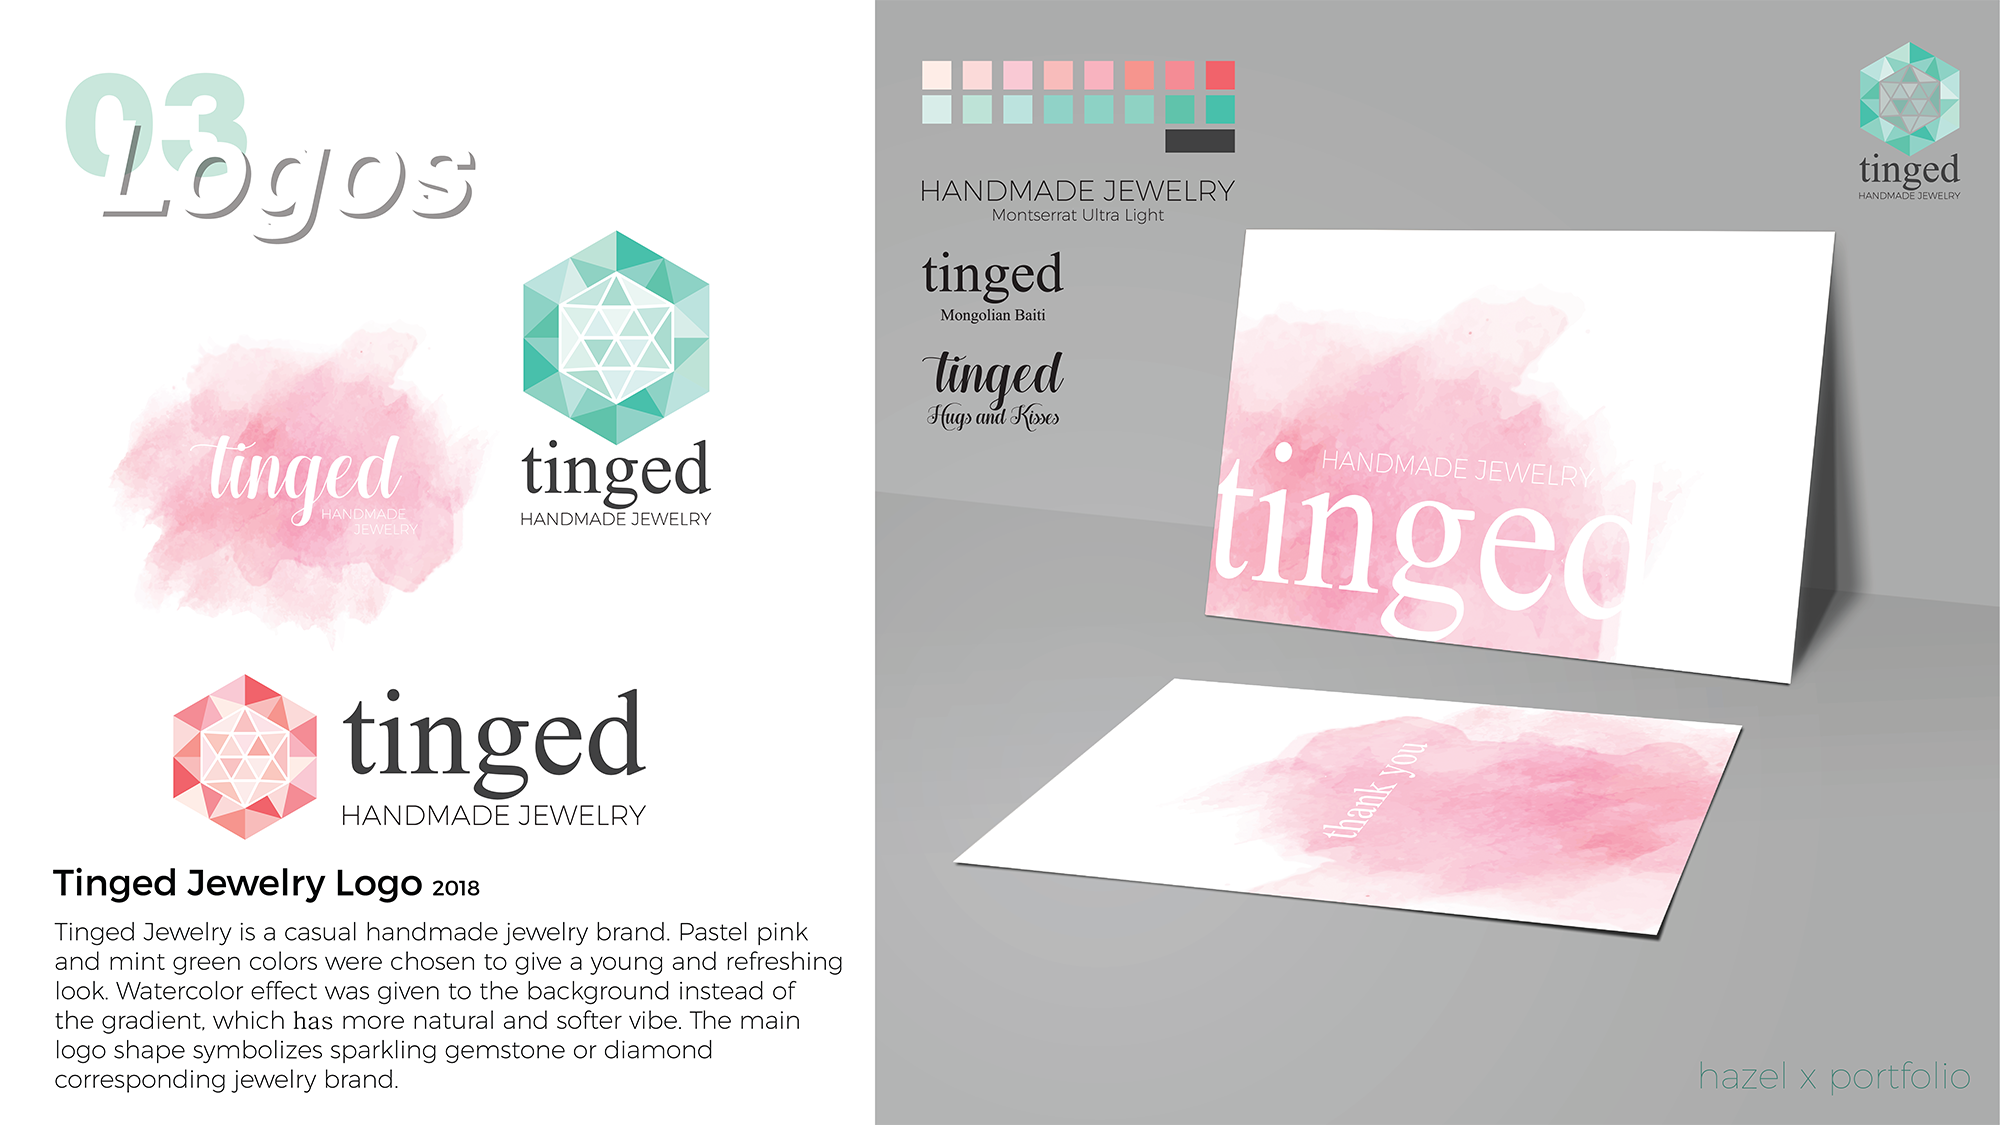 03
Logos
tinged
HANDMADE
JEWELRY
tinged
HANDMADE JEWELRY
tinged
HANDMADE JEWELRY
Tinged Jewelry Logo 2018
Tinged Jewelry is a casual handmade jewelry brand. Pastel pink
and mint green colors were chosen to give a young and refreshing
look. Watercolor effect was given to the background instead of
the gradient, which has more natural and softer vibe. The main
logo shape symbolizes sparkling gemstone or diamond
corresponding jewelry brand.
HANDMADE JEWELRY
Montserrat Ultra Light
tinged
Mongolian Baiti
tinged
Hugs and Kisses
tinged
HANDMADE JEWELRY
HANDMADE JEWELRY
tinged
thank you
hazel x portfolio